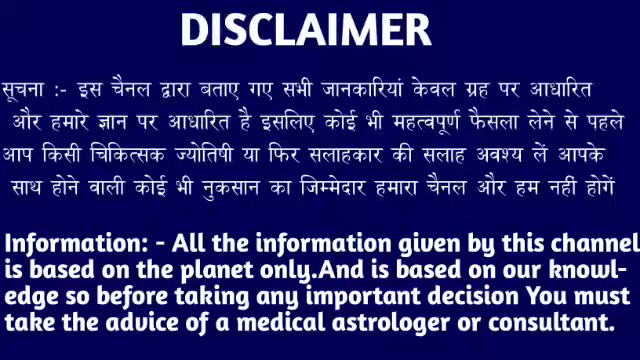 DISCLAIMER
सूचना :- इस चैनल द्वारा बताए गए सभी जानकारियां केवल ग्रह पर आधारित
और हमारे ज्ञान पर आधारित है इसलिए कोई भी महत्वपूर्ण फैसला लेने से पहले
आप किसी चिकित्सक ज्योतिषी या फिर सलाहकार की सलाह अवश्य लें आपके
साथ होने वाली कोई भी नुकसान का जिम्मेदार हमारा चैनल और हम नहीं होगें
Information: - All the information given by this channel
is based on the planet only.And is based on our knowl-
edge so before taking any important decision You must
take the advice of a medical astrologer or consultant.